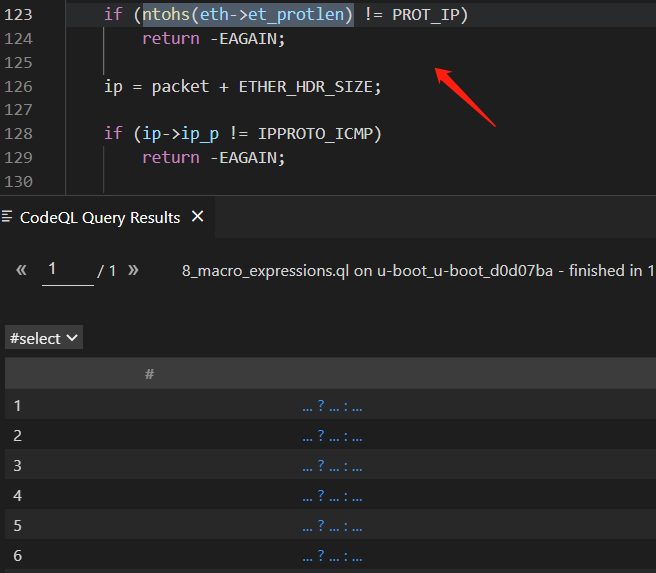 123 if (ntohs(eth->et_protlen) != PROT_IP)
124 return -EAGAIN;
125
126 ip = packet + ETHER_HDR_SIZE;
127
128 if (ip->ip_p != IPPROTO_ICMP)
129 return -EAGAIN;
130
CodeQL Query Results ×
« 1 / 1 » 8_macro_expressions.ql on u-boot_u-boot_d0d07ba - finished in 1
#select
#
1 ... ? ... : ...
2 ... ? ... : ...
3 ... ? ... : ...
4 ... ? ... : ...
5 ... ? ... : ...
6 ... ? ... : ...